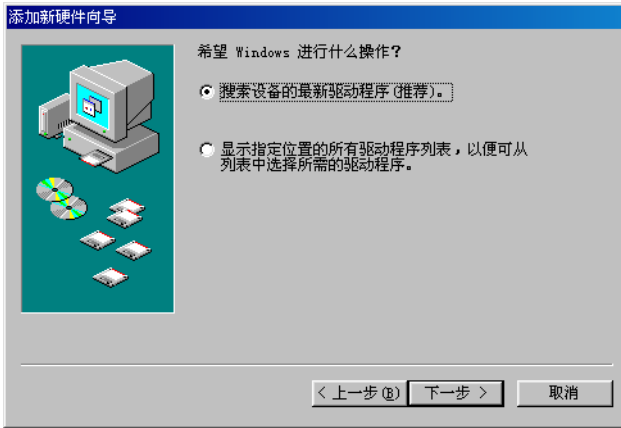 添加新硬件向导
希望 Windows 进行什么操作?
搜索设备的最新驱动程序(推荐)。
显示指定位置的所有驱动程序列表，以便可从
列表中选择所需的驱动程序。
< 上一步(B) 下一步 > 取消